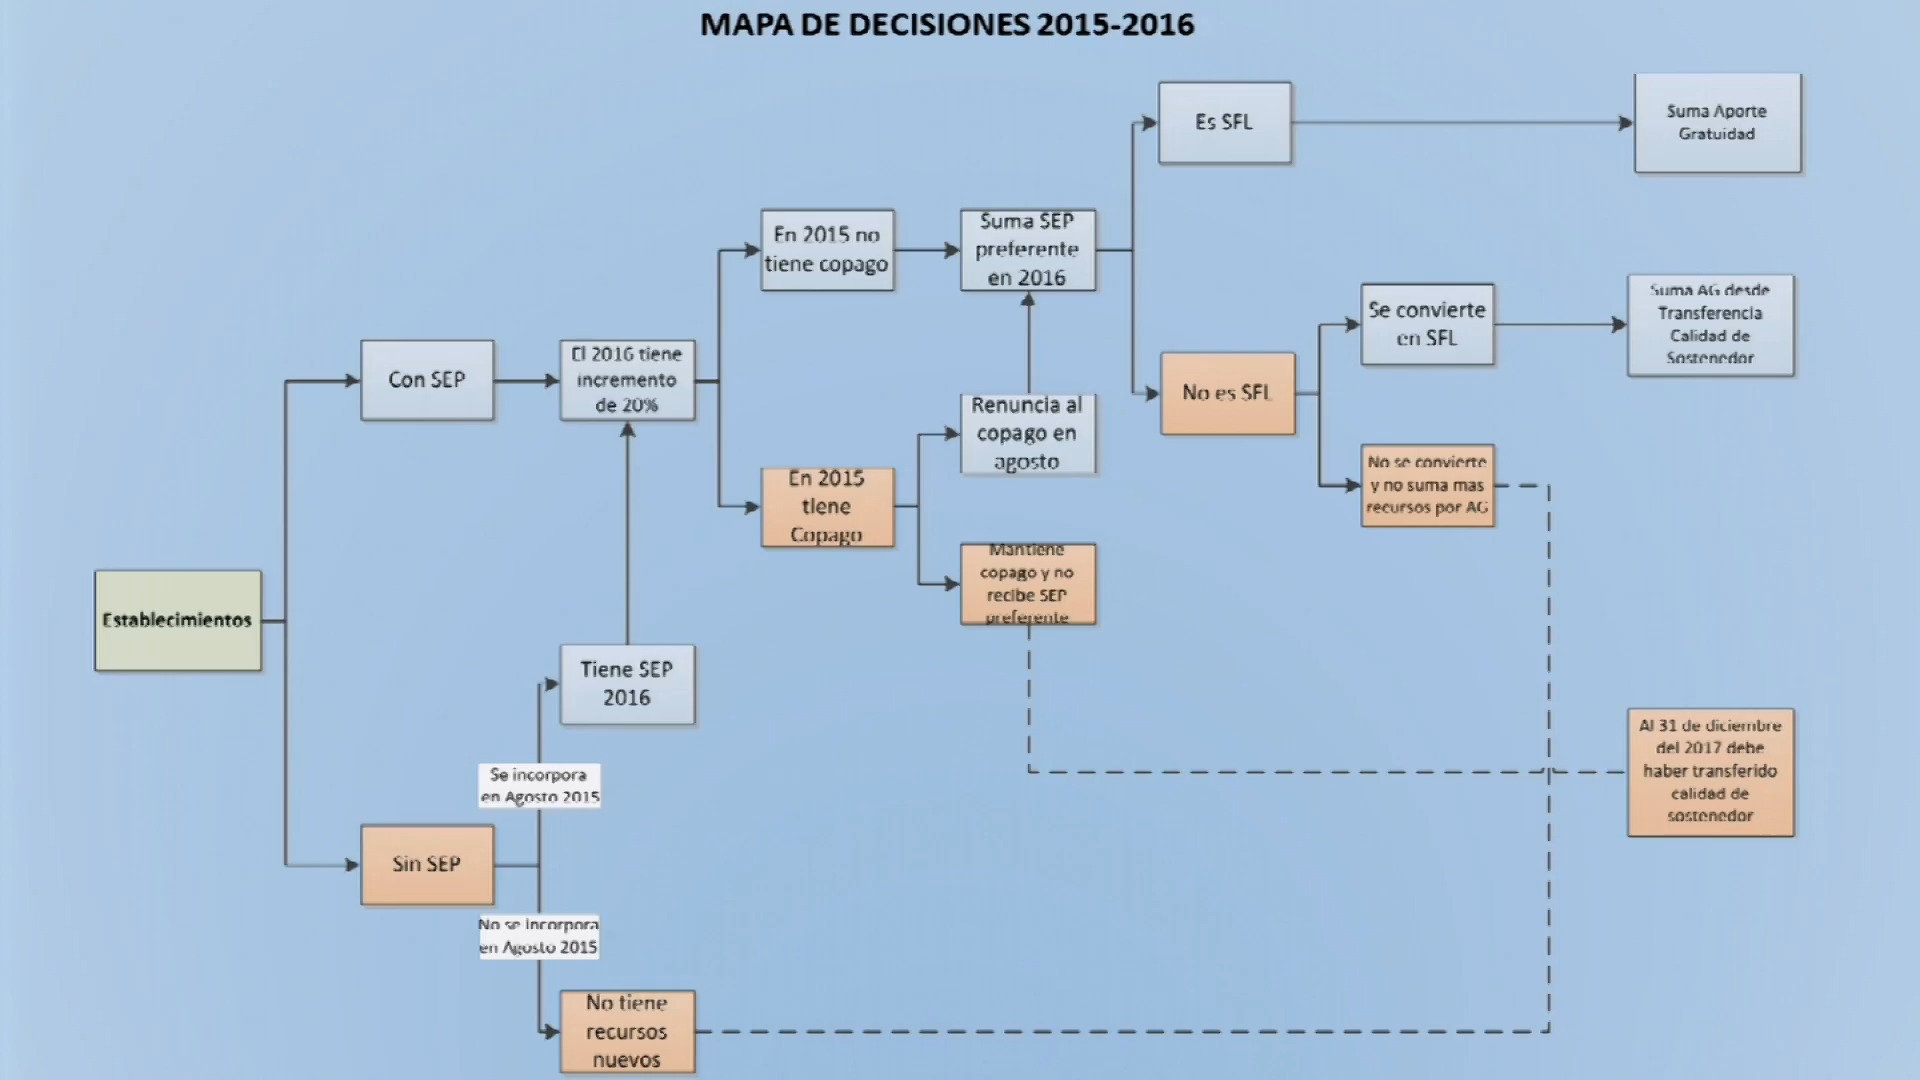 MAPA DE DECISIONES 2015-2016
Es SFL
Suma Aporte
Gratuidad
En 2015 no
tiene copago
Suma SEP
preferente
en 2016
Se convierte
en SFL
Suma AG desde
Transferencia
Calidad de
Sostenedor
Con SEP
El 2016 tiene
incremento
de 20%
Renuncia al
copago en
agosto
No es SFL
En 2015
tiene
Copago
No se convierte
y no suma mas
recursos por AG
Mantiene
copago y no
recibe SEP
preferente
Establecimientos
Tiene SEP
2016
Al 31 de diciembre
del 2017 debe
haber transferido
calidad de
sostenedor
Se incorpora
en Agosto 2015
Sin SEP
No se incorpora
en Agosto 2015
No tiene
recursos
nuevos